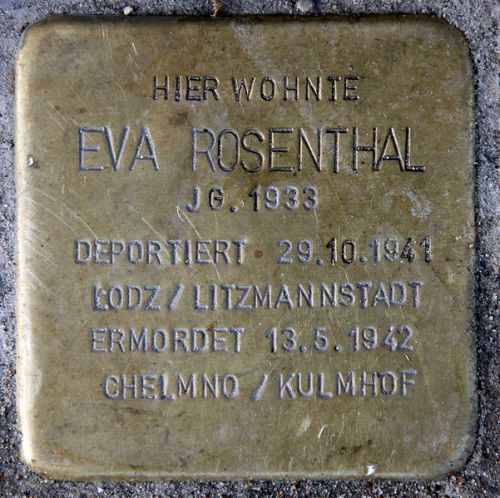 HIER WOHNTE
EVA ROSENTHAL
JG. 1933
DEPORTIERT 29.10.1941
ŁODZ / LITZMANNSTADT
ERMORDET 13.5.1942
CHELMNO / KULMHOF